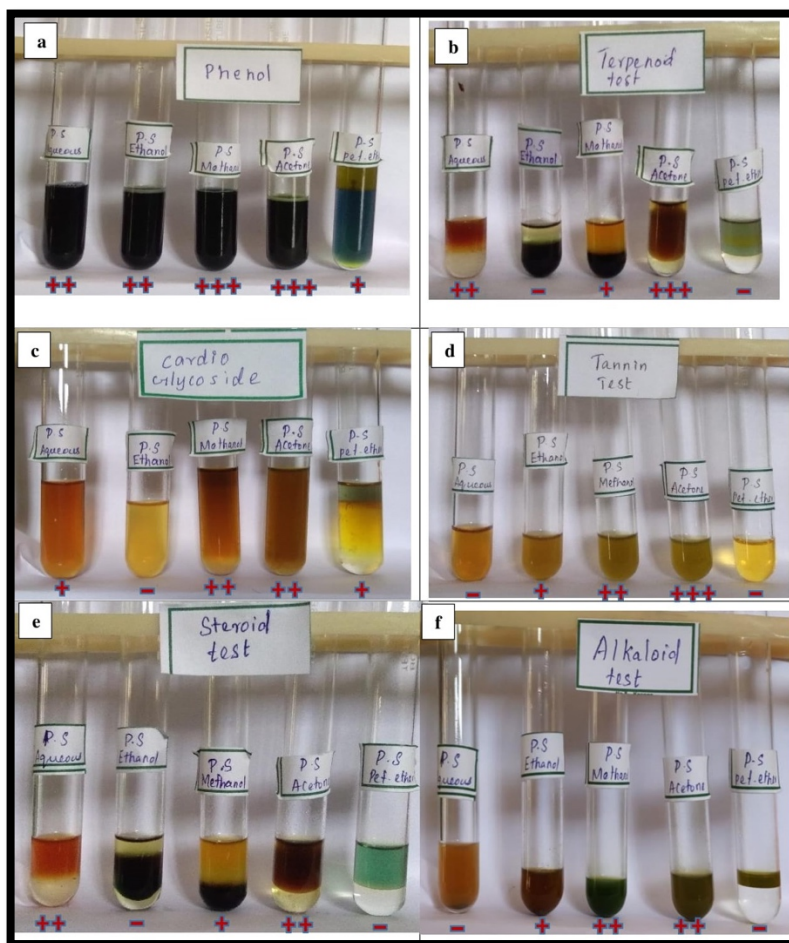 a
Phenol
P.S
Aqueous
P.S
Ethanol
P.S
Methanol
P.S
Acetone
P.S
pet-ether
++
++
+++
+++
+
b
Terpenoid
test
P.S
Aqueous
P.S
Ethanol
P.S
Methanol
P.S
Acetone
P.S
pet-ether
++
-
+
+++
-
c
Cardio
Glycoside
P.S
Aqueous
P.S
Ethanol
P.S
Methanol
P.S
Acetone
P.S
pet-ether
+
-
++
++
+
d
Tannin
Test
P.S
Aqueous
P.S
Ethanol
P.S
Methanol
P.S
Acetone
P.S
Pet-ether
-
+
++
+++
-
e
Steroid
test
P.S
Aqueous
P.S
Ethanol
P.S
Methanol
P.S
Acetone
P.S
Pet-ether
++
-
+
++
-
f
Alkaloid
test
P.S
Aqueous
P.S
Ethanol
P.S
Methanol
P.S
Acetone
P.S
pet-ether
-
+
++
++
-